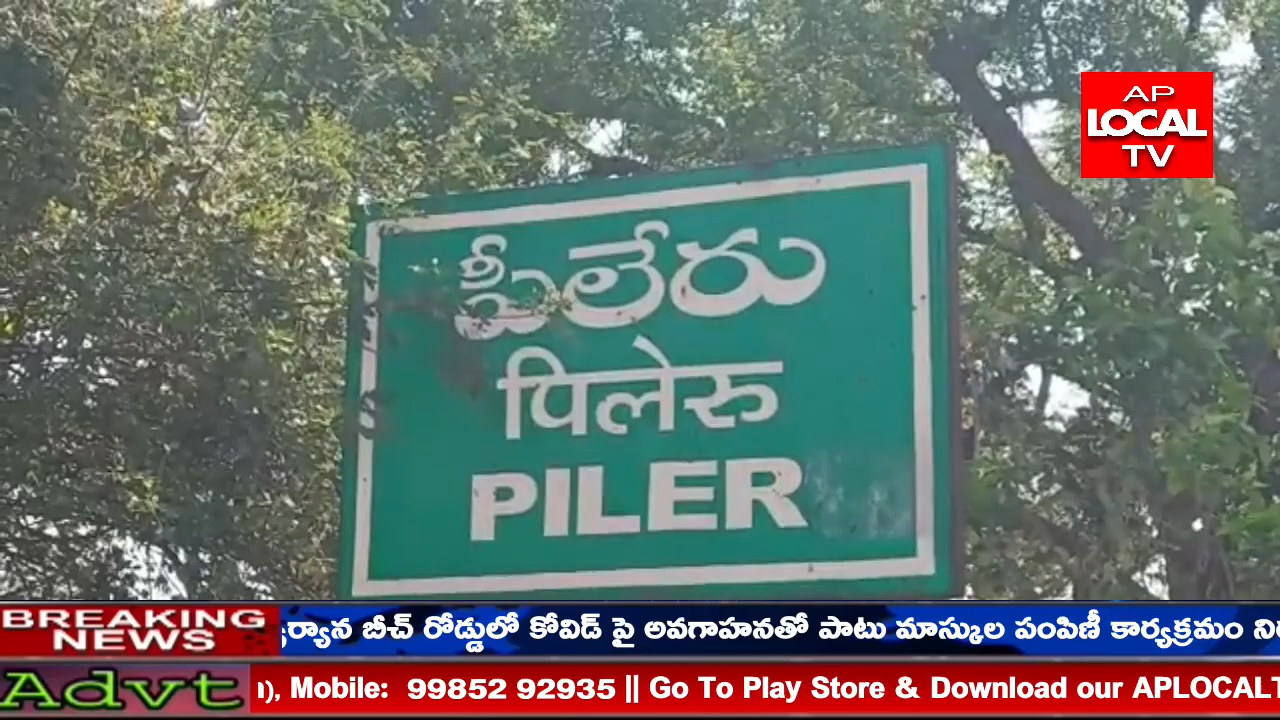 AP
LOCAL
TV
పీలేరు
पिलेरु
PILER
BREAKING
NEWS
బీచ్ రోడ్డులో కోవిడ్ పై అవగాహనతో పాటు మాస్కుల పంపిణీ కార్యక్రమం
Advt
), Mobile: 99852 92935 || Go To Play Store & Download our APLOCALT